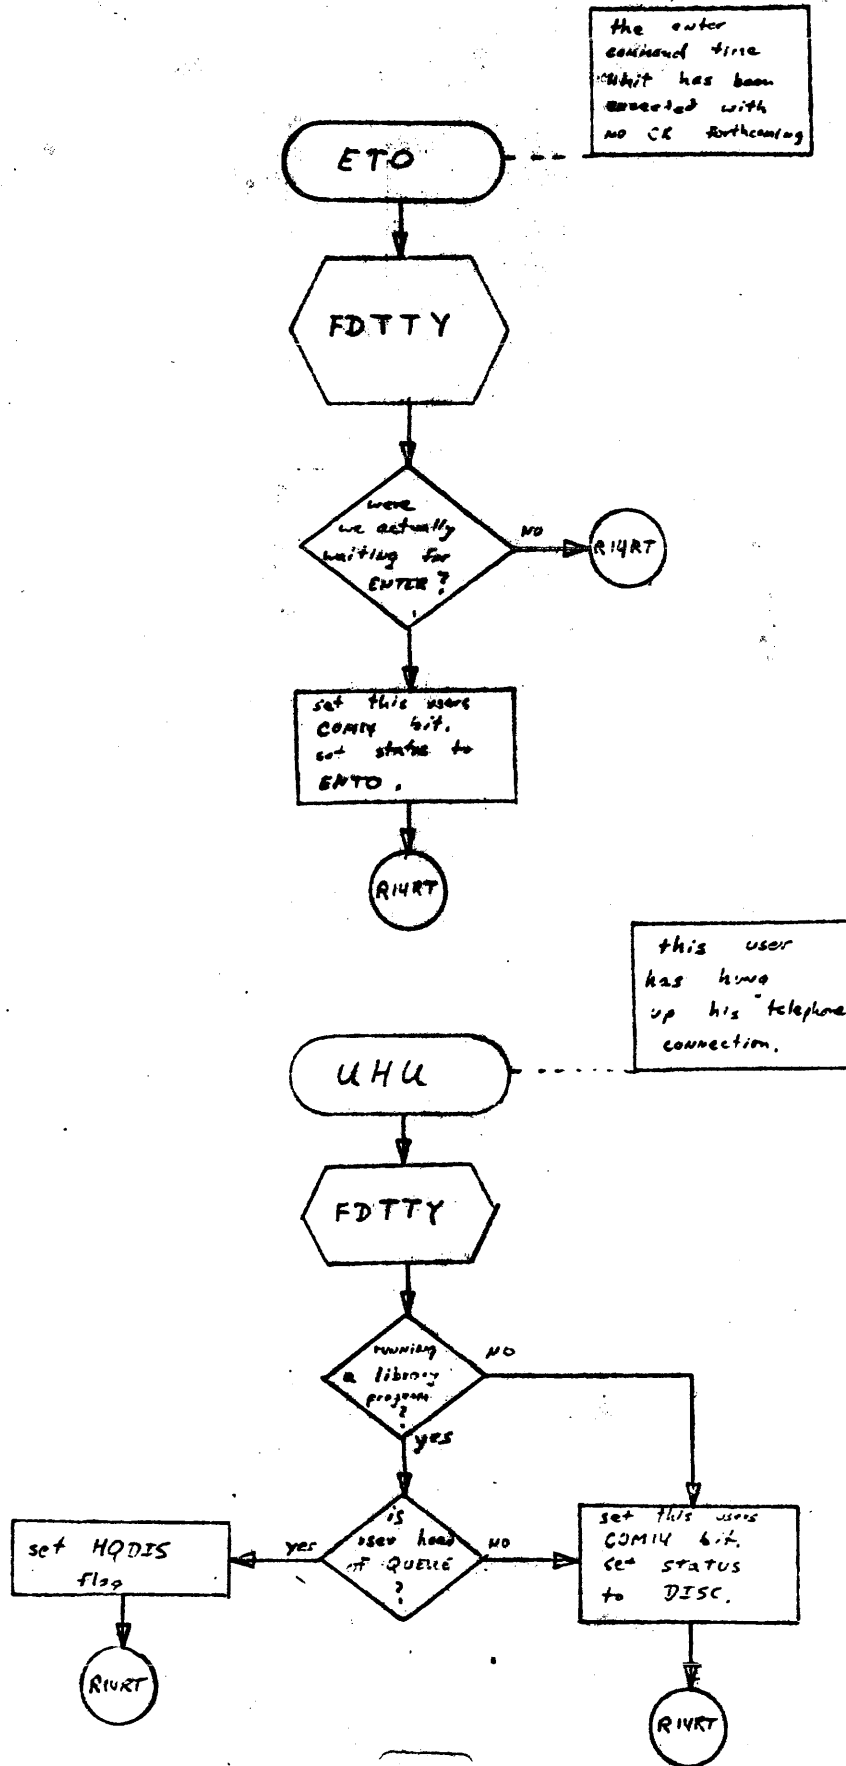 the enter
command time
limit has been
exceeded with
NO CR forthcoming
ETO
FDTTY
were
we actually
waiting for
ENTER?
NO
R14RT
set this users
COM14 bit.
set status to
ENTO.
R14RT
this user
has hung
up his telephone
connection.
UHU
FDTTY
running
a library
program
?
NO
yes
is
user head
of QUEUE
?
yes
NO
set HQDIS
flag
set this users
COM14 bit.
set status
to DISC.
R14RT
R14RT